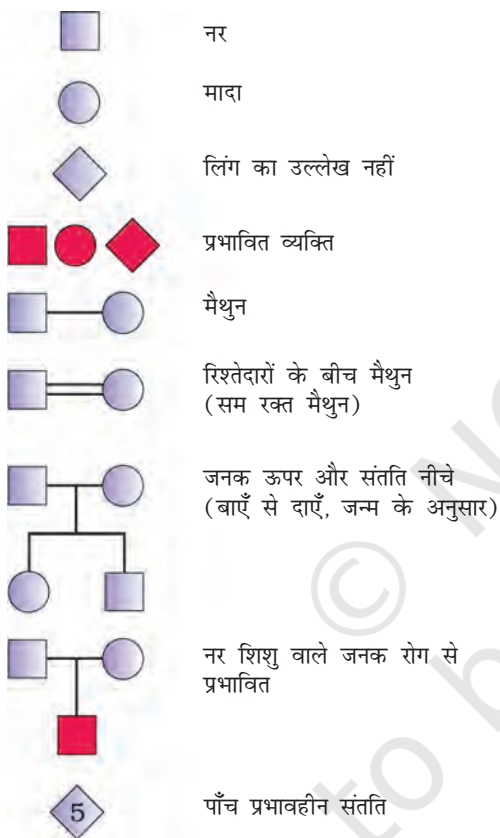 नर
मादा
लिंग का उल्लेख नहीं
प्रभावित व्यक्ति
मैथुन
रिश्तेदारों के बीच मैथुन
(सम रक्त मैथुन)
जनक ऊपर और संतति नीचे
(बाएँ से दाएँ, जन्म के अनुसार)
नर शिशु वाले जनक रोग से
प्रभावित
5 पाँच प्रभावहीन संतति